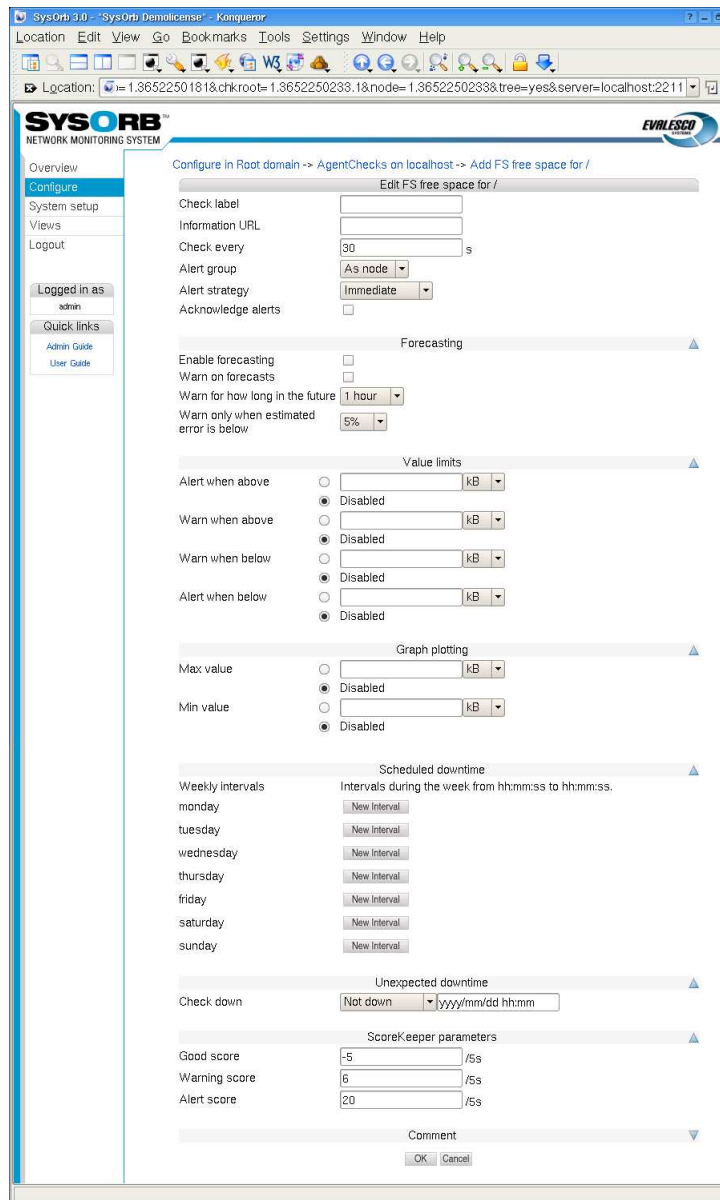 SysOrb 3.0 - "SysOrb Demolicense" - Konqueror
Location Edit View Go Bookmarks Tools Settings Window Help
Location: =1.3652250181&chkroot=1.3652250233.1&node=1.3652250233&tree=yes&server=localhost:2211
SYSORB™
NETWORK MONITORING SYSTEM
EVALESCO
SYSTEMS
Overview
Configure
System setup
Views
Logout
Logged in as
admin
Quick links
Admin Guide
User Guide
Configure in Root domain -> AgentChecks on localhost -> Add FS free space for /
Edit FS free space for /
Check label
Information URL
Check every 30 s
Alert group As node
Alert strategy Immediate
Acknowledge alerts
Forecasting
Enable forecasting
Warn on forecasts
Warn for how long in the future 1 hour
Warn only when estimated
error is below 5%
Value limits
Alert when above kB
Disabled
Warn when above kB
Disabled
Warn when below kB
Disabled
Alert when below kB
Disabled
Graph plotting
Max value kB
Disabled
Min value kB
Disabled
Scheduled downtime
Weekly intervals Intervals during the week from hh:mm:ss to hh:mm:ss.
monday New Interval
tuesday New Interval
wednesday New Interval
thursday New Interval
friday New Interval
saturday New Interval
sunday New Interval
Unexpected downtime
Check down Not down yyyy/mm/dd hh:mm
ScoreKeeper parameters
Good score -5 /5s
Warning score 6 /5s
Alert score 20 /5s
Comment
OK Cancel